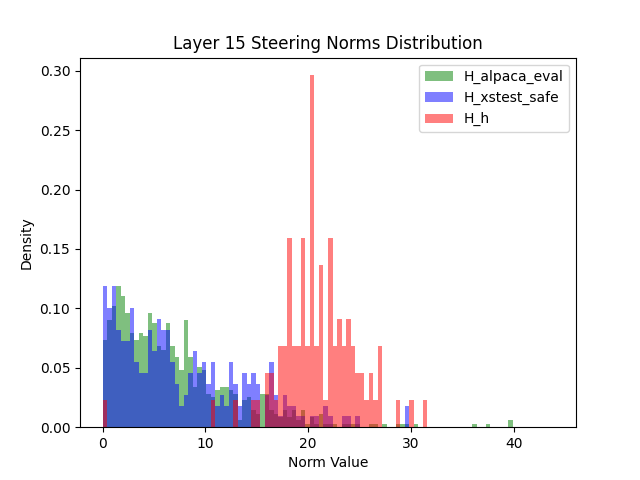 Layer 15 Steering Norms Distribution
H_alpaca_eval
H_xstest_safe
H_h
0.30
0.25
0.20
0.15
0.10
0.05
0.00
Density
0
10
20
30
40
Norm Value